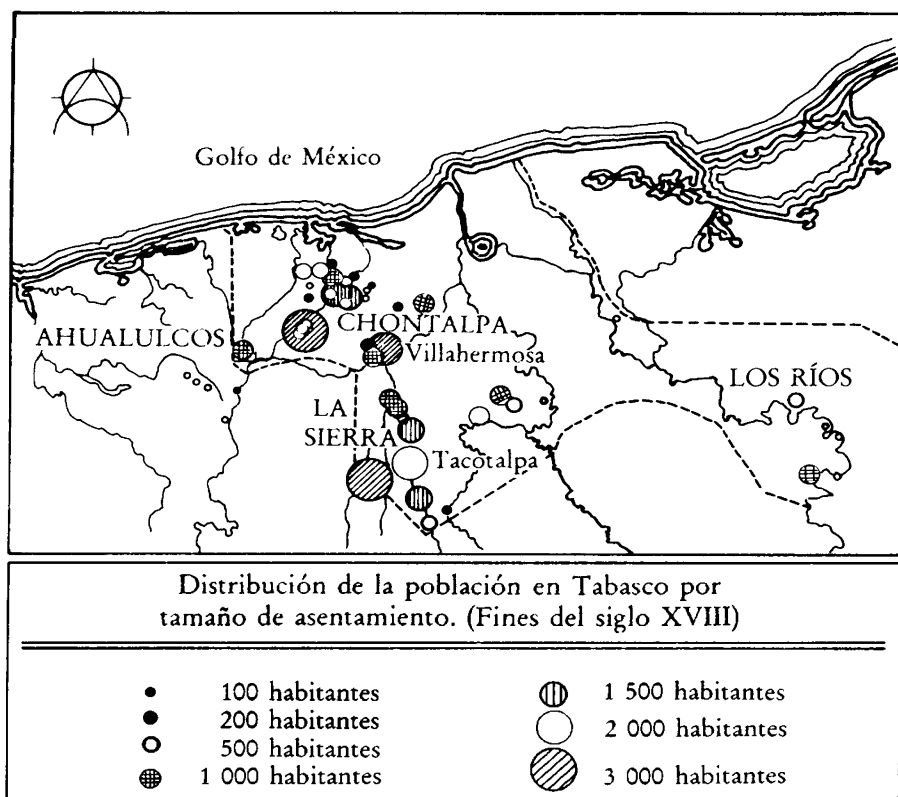 Golfo de México
AHUALULCOS
CHONTALPA
Villahermosa
LOS RÍOS
LA
SIERRA
Tacotalpa
Distribución de la población en Tabasco por
tamaño de asentamiento. (Fines del siglo XVIII)
100 habitantes
200 habitantes
500 habitantes
1 000 habitantes
1 500 habitantes
2 000 habitantes
3 000 habitantes